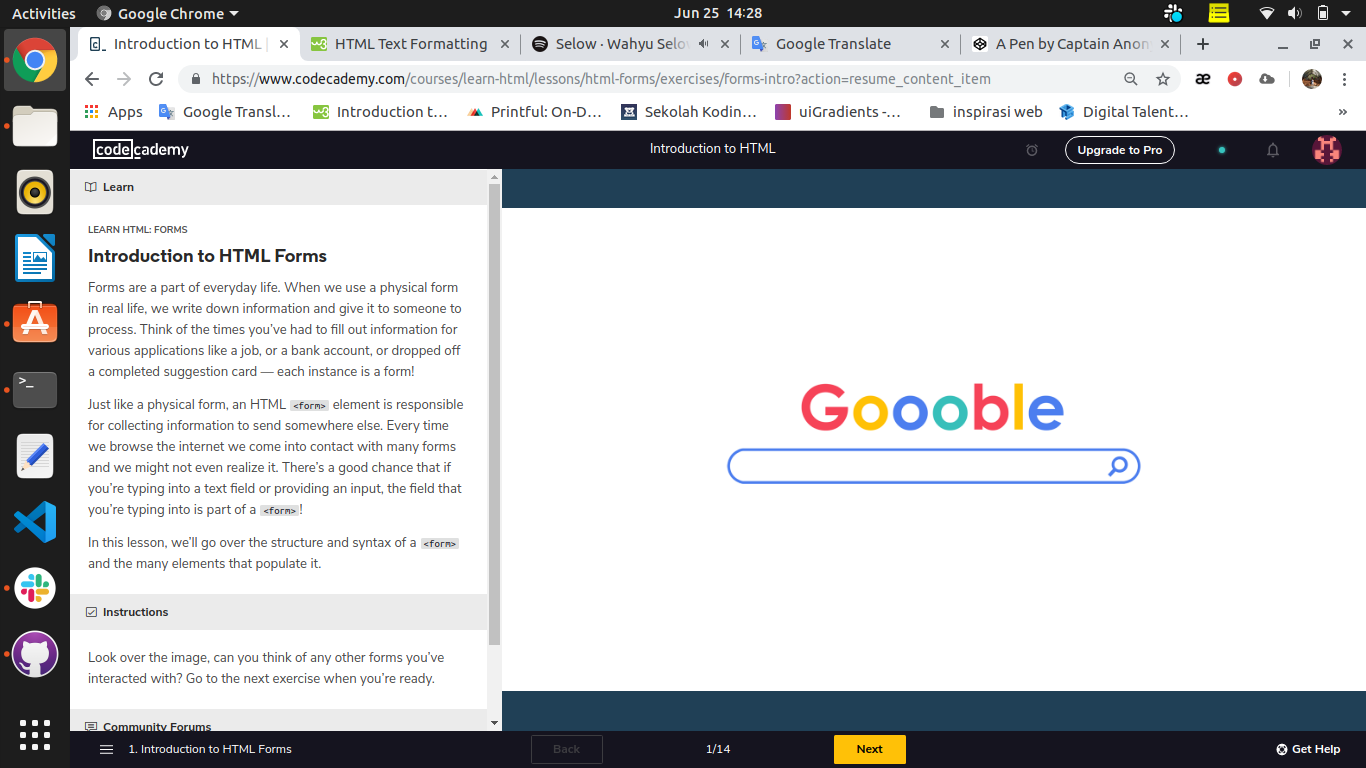 Activities
Google Chrome
Jun 25 14:28
Introduction to HTML
HTML Text Formatting
Selow · Wahyu Selow
Google Translate
A Pen by Captain Anony
https://www.codecademy.com/courses/learn-html/lessons/html-forms/exercises/forms-intro?action=resume_content_item
æ
Apps
Google Transl…
Introduction t…
Printful: On-D…
Sekolah Kodin…
uiGradients -…
inspirasi web
Digital Talent…
»
codecademy
Introduction to HTML
Upgrade to Pro
Learn
LEARN HTML: FORMS
Introduction to HTML Forms
Forms are a part of everyday life. When we use a physical form
in real life, we write down information and give it to someone to
process. Think of the times you’ve had to fill out information for
various applications like a job, or a bank account, or dropped off
a completed suggestion card — each instance is a form!
Just like a physical form, an HTML <form> element is responsible
for collecting information to send somewhere else. Every time
we browse the internet we come into contact with many forms
and we might not even realize it. There’s a good chance that if
you’re typing into a text field or providing an input, the field that
you’re typing into is part of a <form>!
In this lesson, we’ll go over the structure and syntax of a <form>
and the many elements that populate it.
Instructions
Look over the image, can you think of any other forms you’ve
interacted with? Go to the next exercise when you’re ready.
Community Forums
Goooble
1. Introduction to HTML Forms
Back
1/14
Next
Get Help